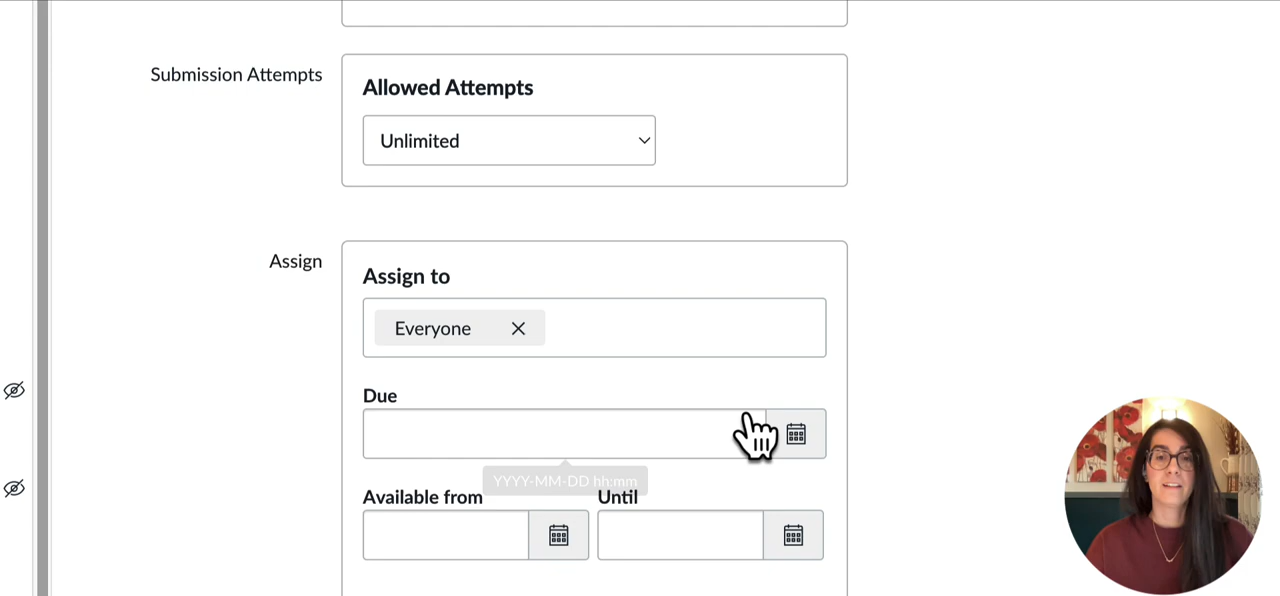 Submission Attempts
Allowed Attempts
Unlimited
Assign
Assign to
Everyone
Due
YYYY-MM-DD hh:mm
Available from
Until